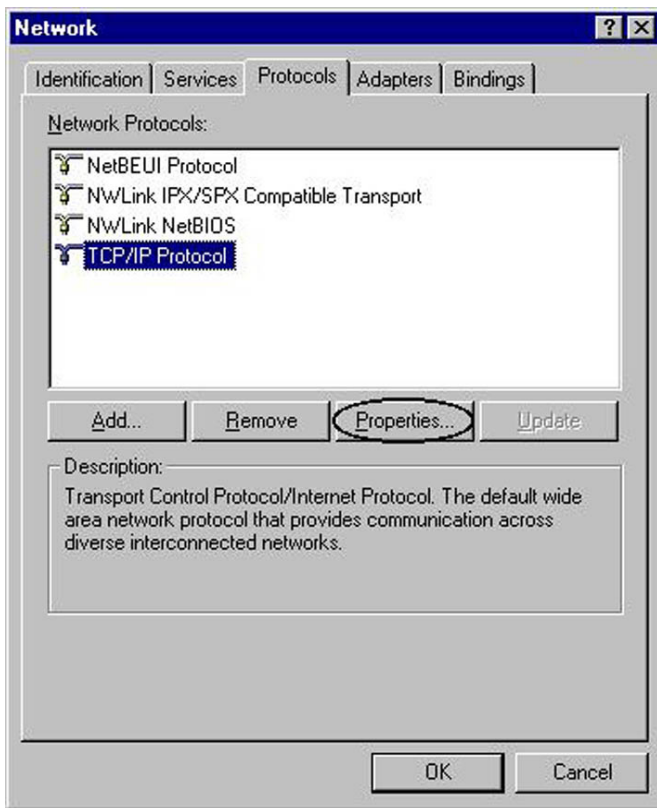 Network
Identification Services Protocols Adapters Bindings
Network Protocols:
NetBEUI Protocol
NWLink IPX/SPX Compatible Transport
NWLink NetBIOS
TCP/IP Protocol
Add... Remove Properties... Update
Description:
Transport Control Protocol/Internet Protocol. The default wide
area network protocol that provides communication across
diverse interconnected networks.
OK Cancel